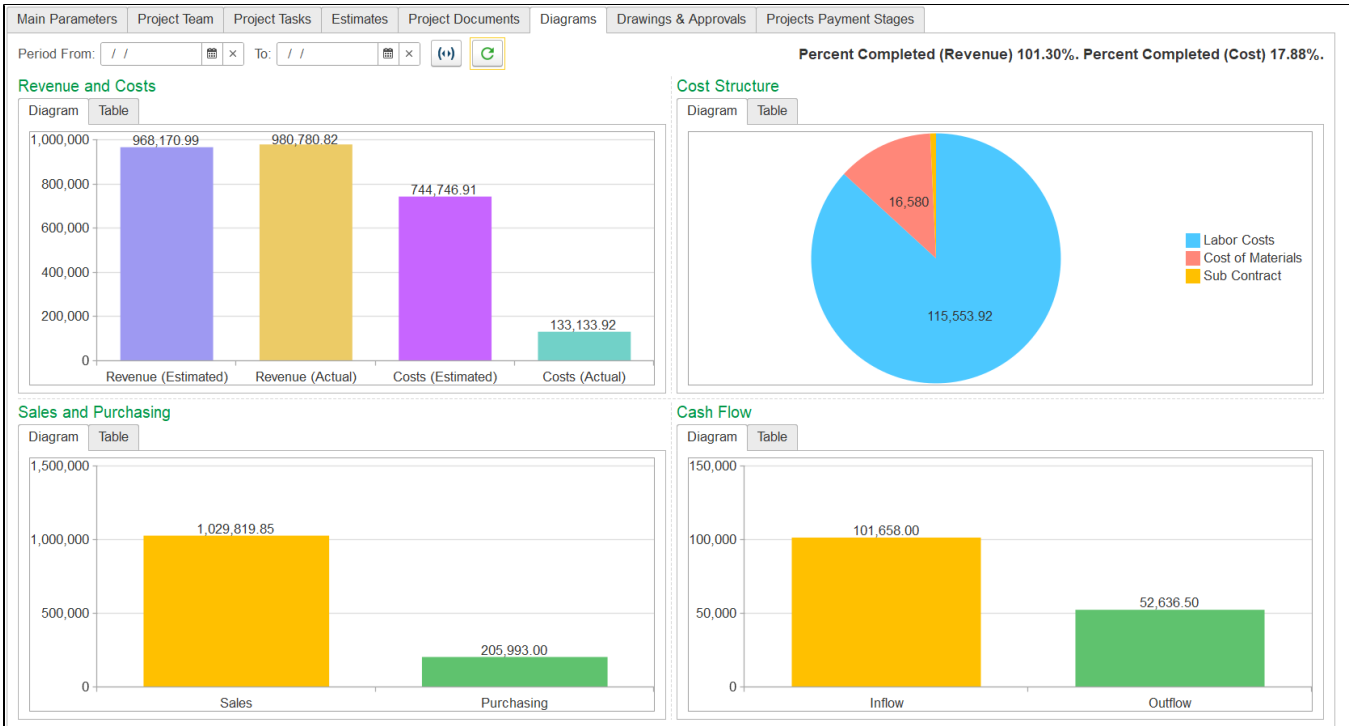 Main Parameters Project Team Project Tasks Estimates Project Documents Diagrams Drawings & Approvals Projects Payment Stages
Period From: / / To: / / Percent Completed (Revenue) 101.30%. Percent Completed (Cost) 17.88%.
Revenue and Costs
Diagram Table
1,000,000
800,000
600,000
400,000
200,000
0
968,170.99
980,780.82
744,746.91
133,133.92
Revenue (Estimated) Revenue (Actual) Costs (Estimated) Costs (Actual)
Cost Structure
Diagram Table
16,580
115,553.92
Labor Costs
Cost of Materials
Sub Contract
Sales and Purchasing
Diagram Table
1,500,000
1,000,000
500,000
0
1,029,819.85
205,993.00
Sales Purchasing
Cash Flow
Diagram Table
150,000
100,000
50,000
0
101,658.00
52,636.50
Inflow Outflow